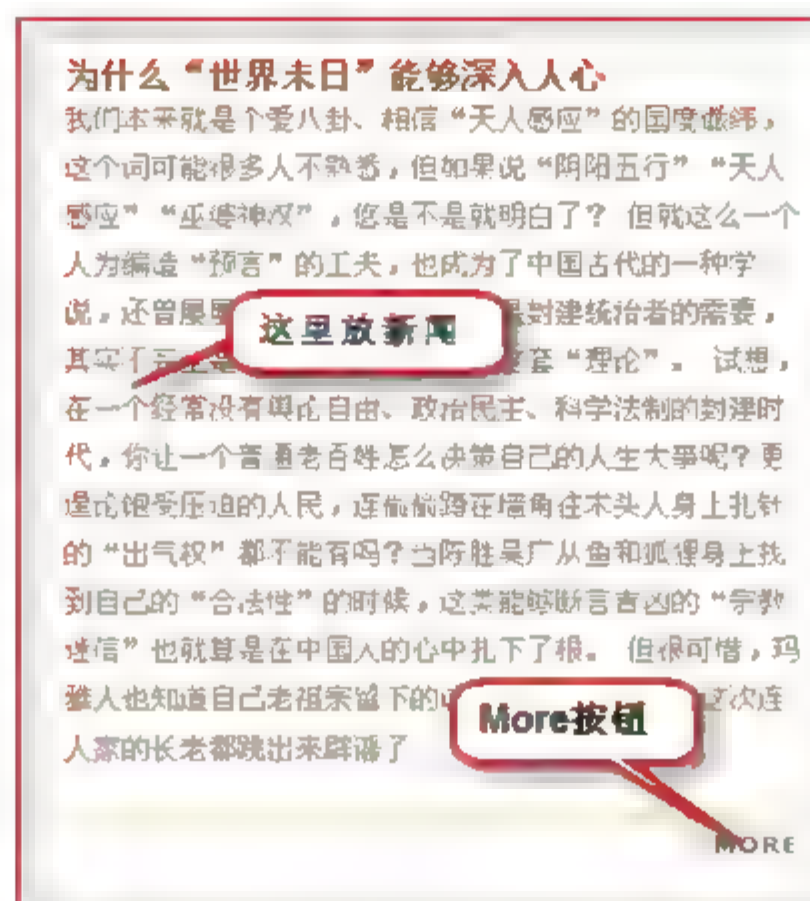 为什么“世界末日”能够深入人心
我们本来就是个爱八卦、相信“天人感应”的国度谶纬，
这个词可能很多人不熟悉，但如果说“阴阳五行”“天人
感应”“巫婆神汉”，您是不是就明白了？但就这么一个
人为编造“预言”的工夫，也成为了中国古代的一种学
说，还曾屡 封建统治者的需要，
这里放新闻
其实 套“理论”。 试想，
在一个经常没有舆论自由、政治民主、科学法制的封建时
代，你让一个普通老百姓怎么决策自己的人生大事呢？更
遑论饱受压迫的人民，连偷偷蹲在墙角往木头人身上扎针
的“出气权”都不能有吗？当陈胜吴广从鱼和狐狸身上找
到自己的“合法性”的时候，这类能够断言吉凶的“宗教
迷信”也就算是在中国人的心中扎下了根。 但很可惜，玛
雅人也知道自己老祖宗留下的 这次连
More按钮
人家的长老都跳出来辟谣了
MORE